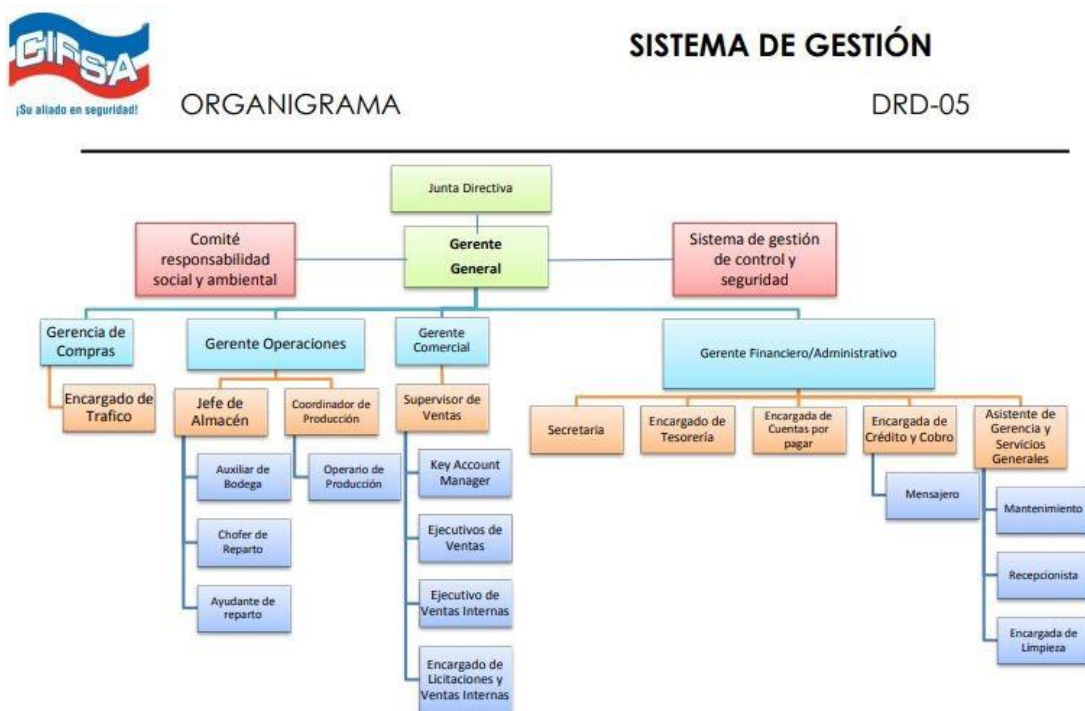 CIRSA
¡Su aliado en seguridad!
SISTEMA DE GESTIÓN
ORGANIGRAMA
DRD-05
Junta Directiva
Comité
responsabilidad
social y ambiental
Gerente
General
Sistema de gestión
de control y
seguridad
Gerencia de
Compras
Gerente Operaciones
Gerente
Comercial
Gerente Financiero/Administrativo
Encargado de
Trafico
Jefe de
Almacén
Coordinador de
Producción
Supervisor de
Ventas
Secretaria
Encargado de
Tesorería
Encargada de
Cuentas por
pagar
Encargada de
Crédito y Cobro
Asistente de
Gerencia y
Servicios
Generales
Auxiliar de
Bodega
Operario de
Producción
Key Account
Manager
Mensajero
Mantenimiento
Chofer de
Reparto
Ejecutivos de
Ventas
Recepcionista
Ayudante de
reparto
Ejecutivo de
Ventas Internas
Encargada de
Limpieza
Encargado de
Licitaciones y
Ventas Internas